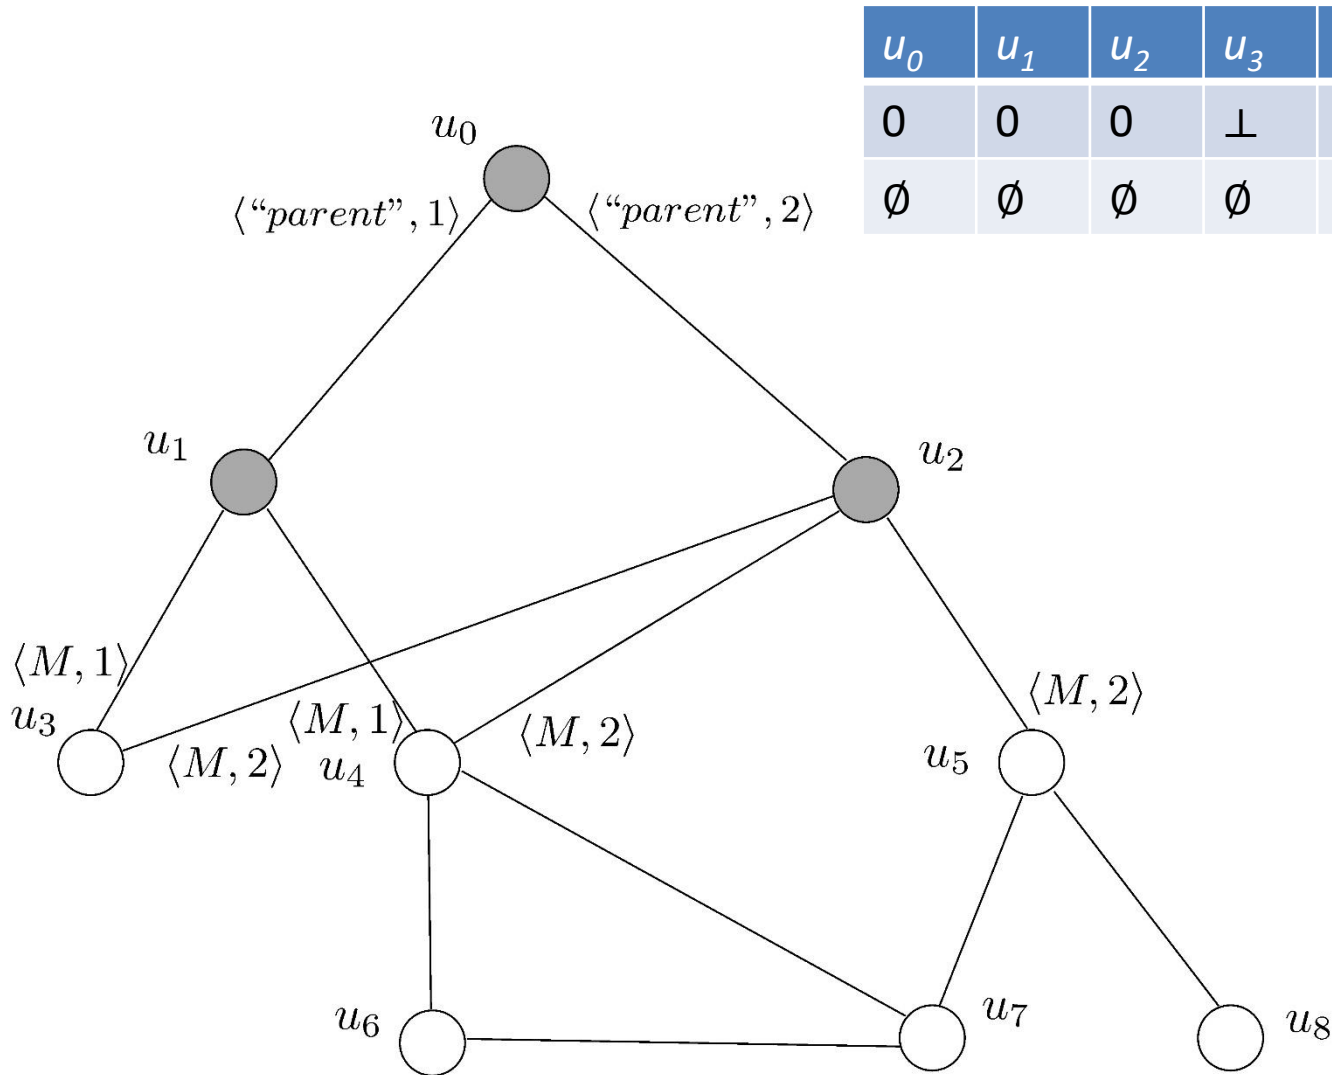 u₀ u₁ u₂ u₃
0 0 0 ⊥
∅ ∅ ∅ ∅
u₀
⟨“parent”, 1⟩ ⟨“parent”, 2⟩
u₁ u₂
⟨M, 1⟩ ⟨M, 2⟩
u₃ ⟨M, 1⟩ ⟨M, 2⟩
⟨M, 2⟩ u₄ u₅
u₆ u₇ u₈